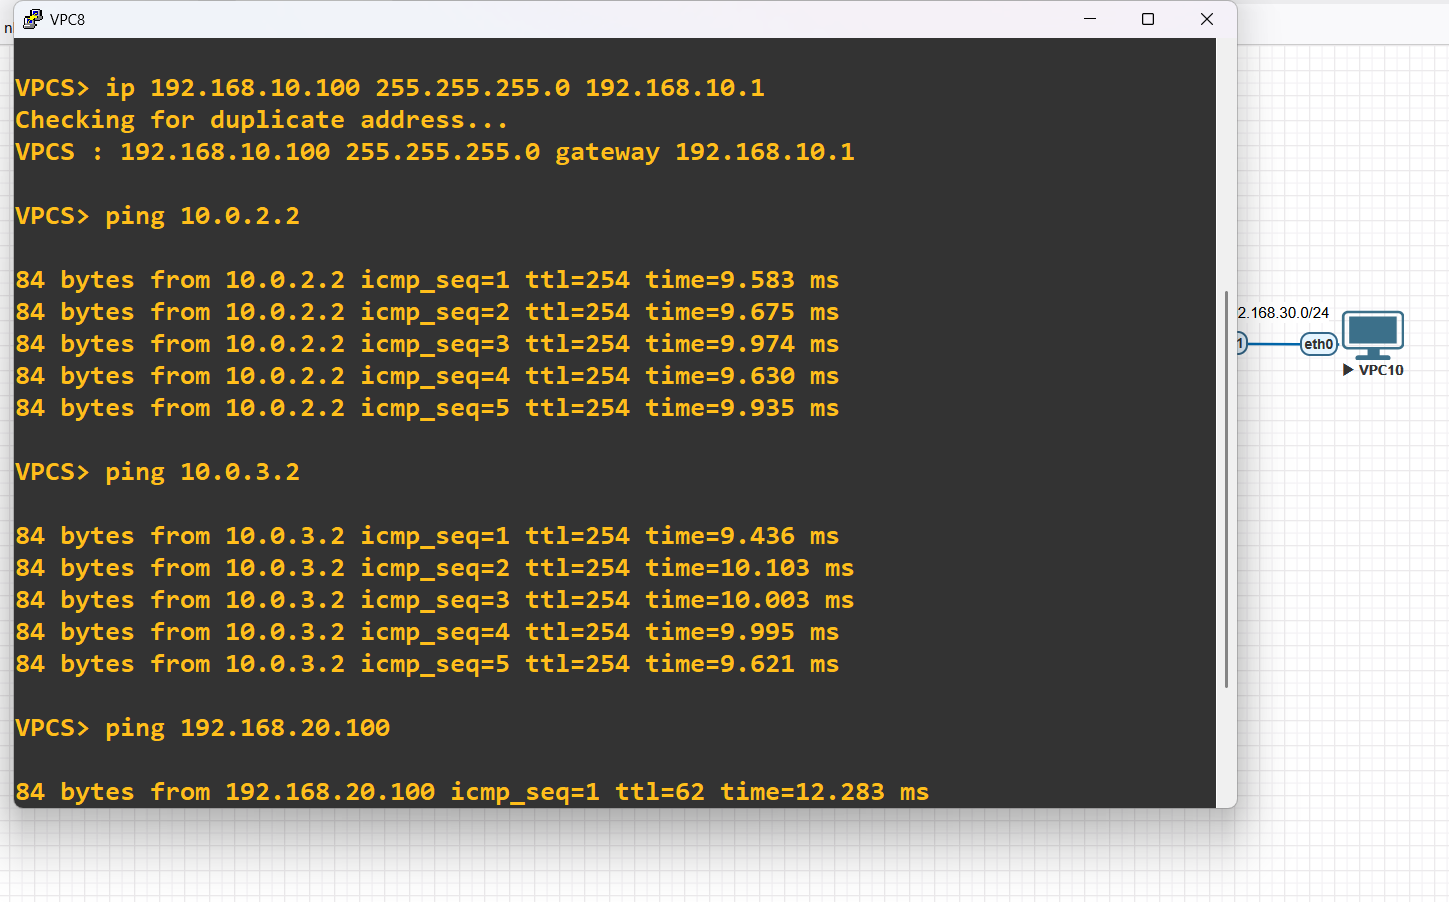 VPC8
VPCS> ip 192.168.10.100 255.255.255.0 192.168.10.1
Checking for duplicate address...
VPCS : 192.168.10.100 255.255.255.0 gateway 192.168.10.1
VPCS> ping 10.0.2.2
84 bytes from 10.0.2.2 icmp_seq=1 ttl=254 time=9.583 ms
84 bytes from 10.0.2.2 icmp_seq=2 ttl=254 time=9.675 ms
84 bytes from 10.0.2.2 icmp_seq=3 ttl=254 time=9.974 ms
84 bytes from 10.0.2.2 icmp_seq=4 ttl=254 time=9.630 ms
84 bytes from 10.0.2.2 icmp_seq=5 ttl=254 time=9.935 ms
VPCS> ping 10.0.3.2
84 bytes from 10.0.3.2 icmp_seq=1 ttl=254 time=9.436 ms
84 bytes from 10.0.3.2 icmp_seq=2 ttl=254 time=10.103 ms
84 bytes from 10.0.3.2 icmp_seq=3 ttl=254 time=10.003 ms
84 bytes from 10.0.3.2 icmp_seq=4 ttl=254 time=9.995 ms
84 bytes from 10.0.3.2 icmp_seq=5 ttl=254 time=9.621 ms
VPCS> ping 192.168.20.100
84 bytes from 192.168.20.100 icmp_seq=1 ttl=62 time=12.283 ms
2.168.30.0/24
1
eth0
VPC10